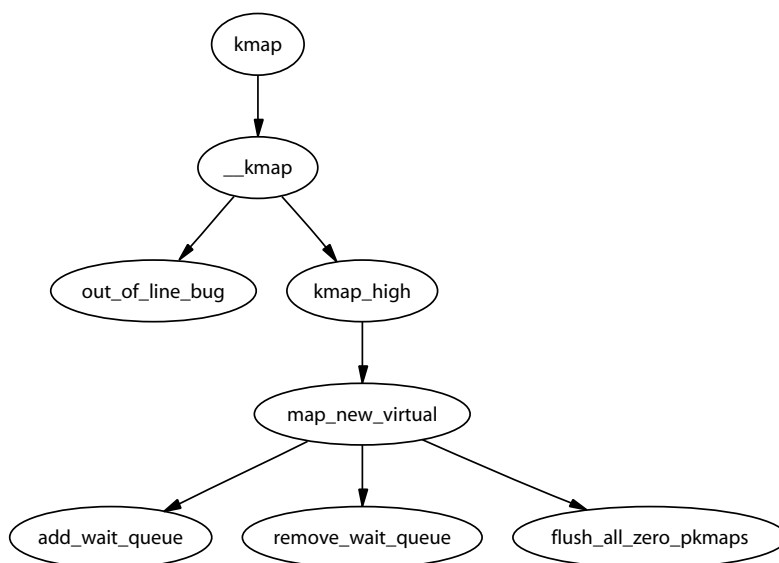 kmap
__kmap
out_of_line_bug
kmap_high
map_new_virtual
add_wait_queue
remove_wait_queue
flush_all_zero_pkmaps